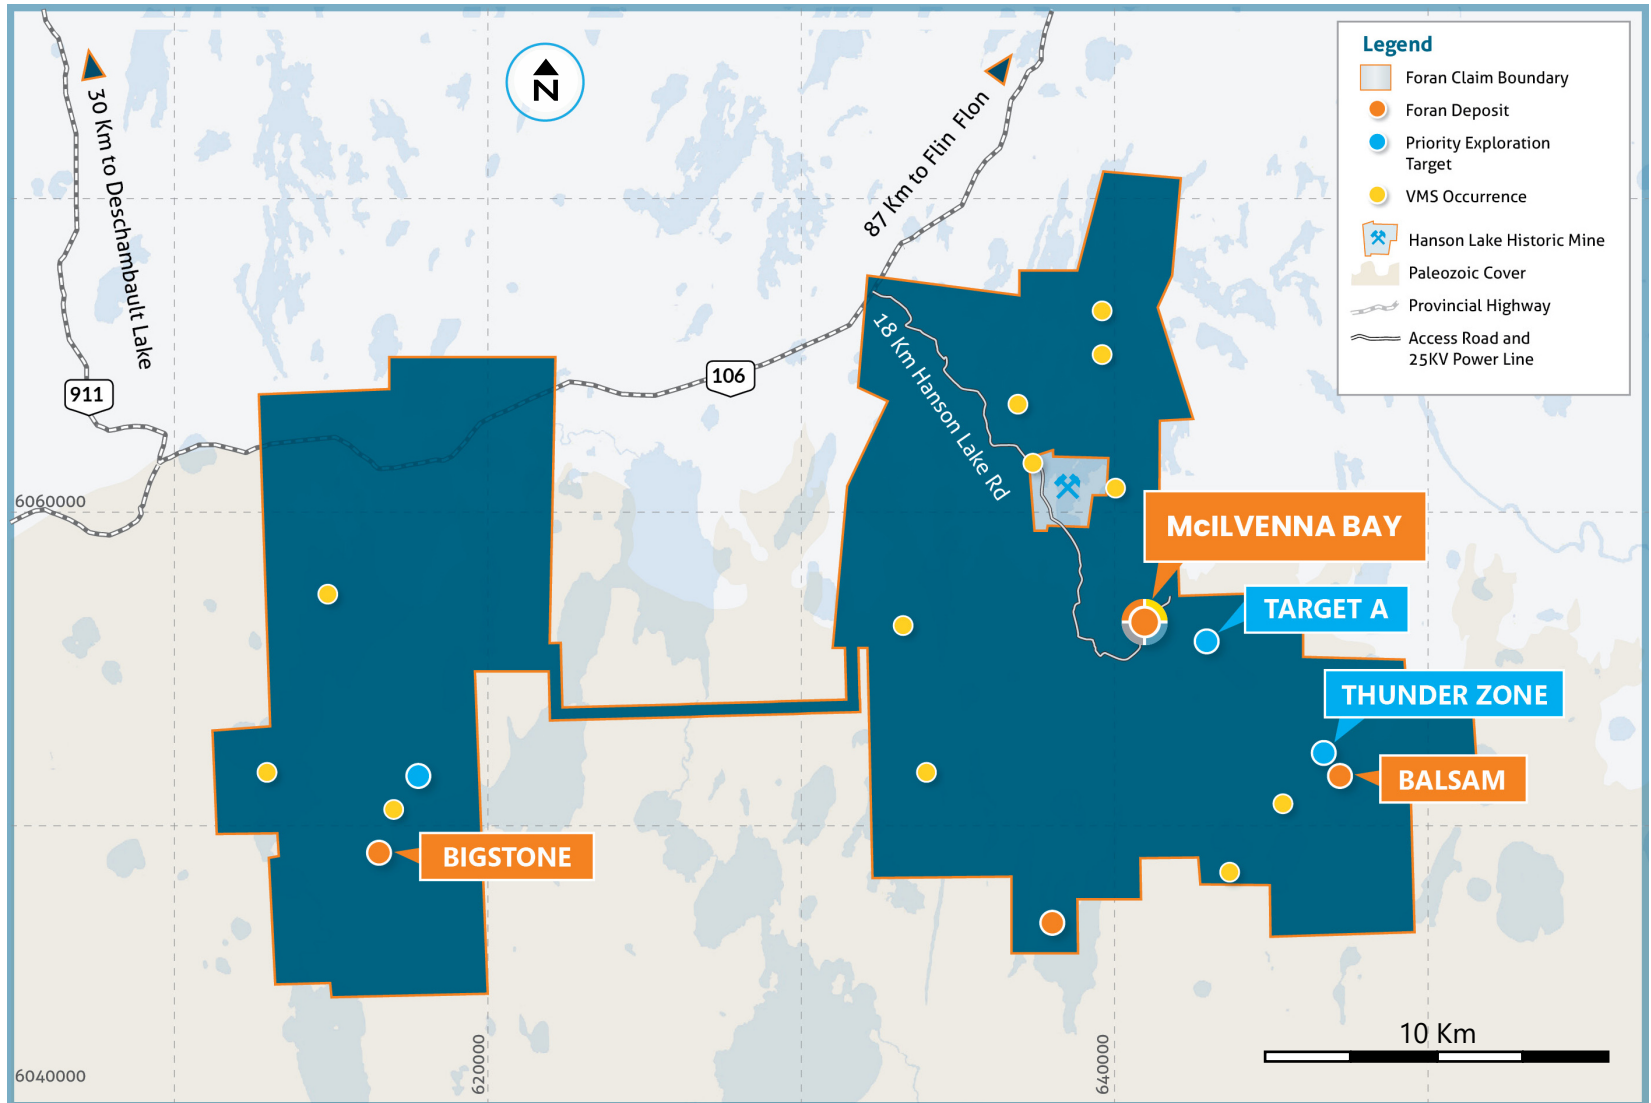 Legend
Foran Claim Boundary
Foran Deposit
Priority Exploration
Target
VMS Occurrence
Hanson Lake Historic Mine
Paleozoic Cover
Provincial Highway
Access Road and
25KV Power Line
N
30 Km to Deschambault Lake
87 Km to Flin Flon
18 Km Hanson Lake Rd
106
911
6060000
McILVENNA BAY
TARGET A
THUNDER ZONE
BALSAM
BIGSTONE
10 Km
620000
640000
6040000